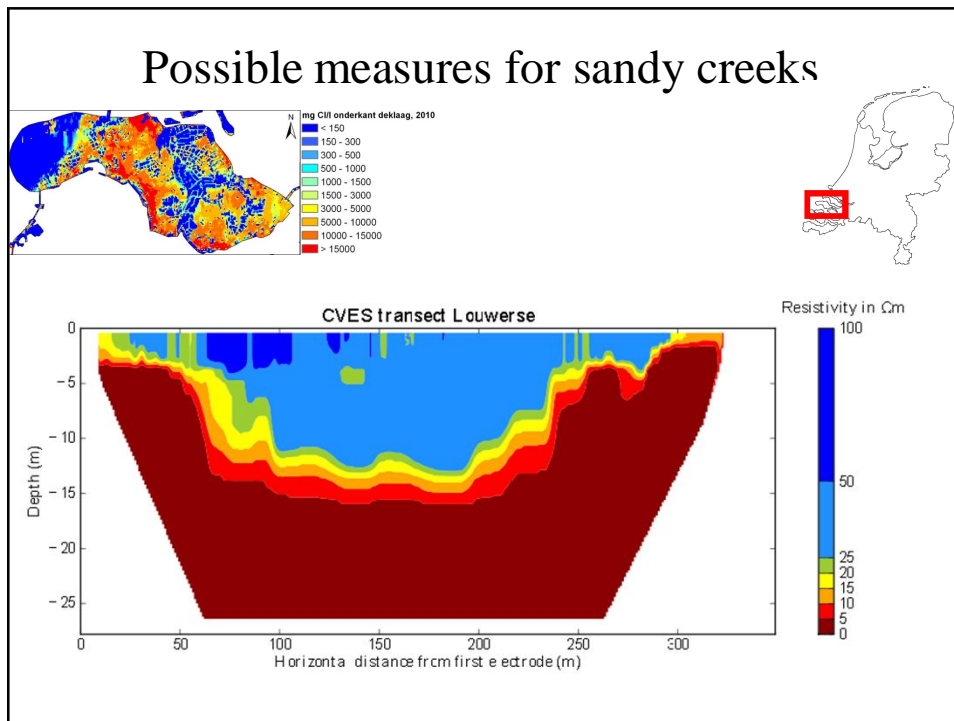 Possible measures for sandy creeks
mg Cl/l onderkant deklaag, 2010
N
< 150
150 - 300
300 - 500
500 - 1000
1000 - 1500
1500 - 3000
3000 - 5000
5000 - 10000
10000 - 15000
> 15000
CVES transect Louwerse
Resistivity in Ωm
0
−5
−10
−15
−20
−25
Depth (m)
0
50
100
150
200
250
300
Horizonta distance from first e ectrode (m)
100
50
25
20
15
10
5
0